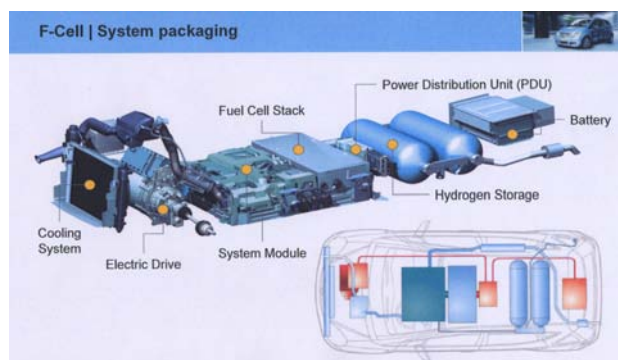 F-Cell | System packaging
Power Distribution Unit (PDU)
Fuel Cell Stack
Battery
Hydrogen Storage
Cooling
System
Electric Drive
System Module